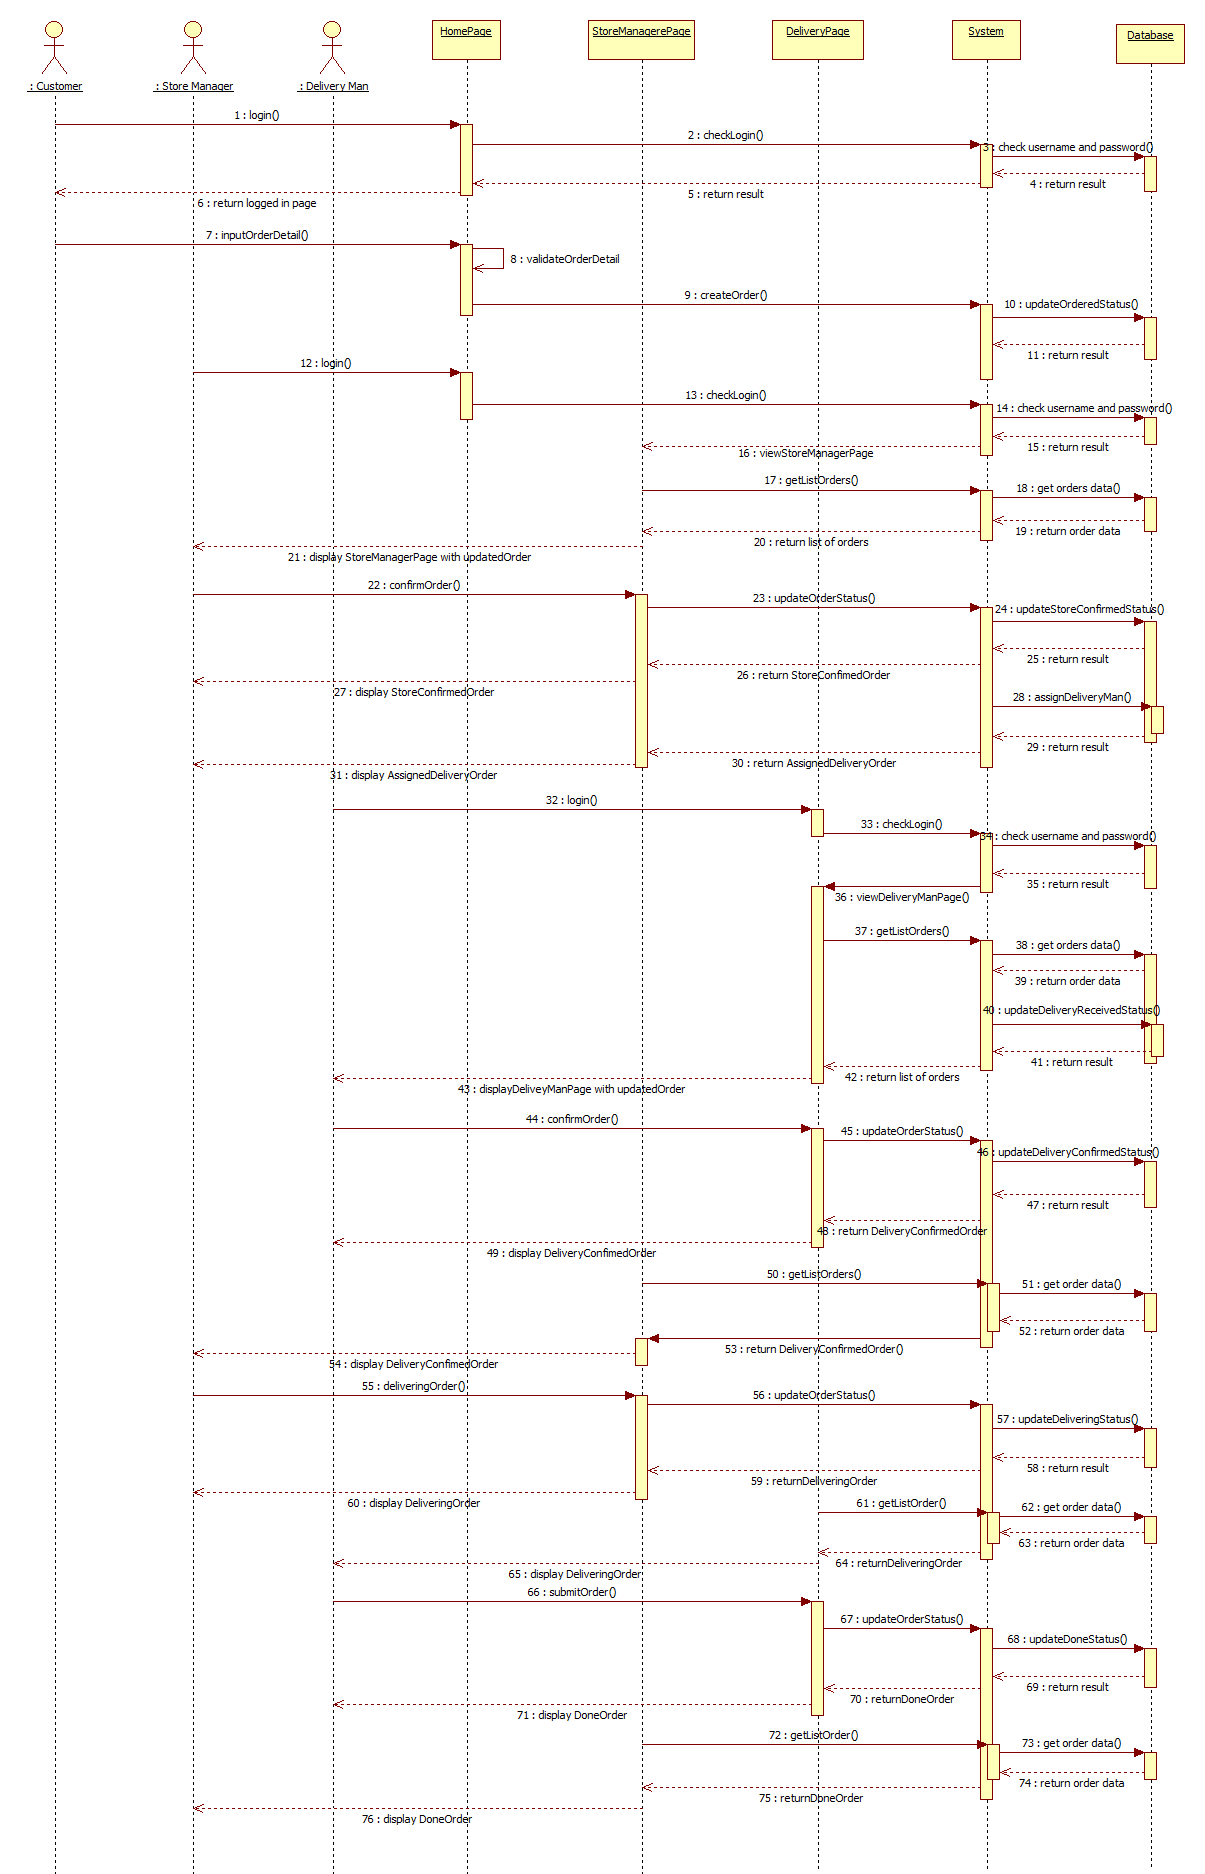 HomePage
StoreManagerePage
DeliveryPage
System
Database
: Customer
: Store Manager
: Delivery Man
1 : login()
2 : checkLogin()
3 : check username and password()
4 : return result
5 : return result
6 : return logged in page
7 : inputOrderDetail()
8 : validateOrderDetail
9 : createOrder()
10 : updateOrderedStatus()
11 : return result
12 : login()
13 : checkLogin()
14 : check username and password()
15 : return result
16 : viewStoreManagerPage
17 : getListOrders()
18 : get orders data()
19 : return order data
20 : return list of orders
21 : display StoreManagerPage with updatedOrder
22 : confirmOrder()
23 : updateOrderStatus()
24 : updateStoreConfirmedStatus()
25 : return result
26 : return StoreConfimedOrder
27 : display StoreConfirmedOrder
28 : assignDeliveryMan()
29 : return result
30 : return AssignedDeliveryOrder
31 : display AssignedDeliveryOrder
32 : login()
33 : checkLogin()
34 : check username and password()
35 : return result
36 : viewDeliveryManPage()
37 : getListOrders()
38 : get orders data()
39 : return order data
40 : updateDeliveryReceivedStatus()
41 : return result
42 : return list of orders
43 : displayDeliveyManPage with updatedOrder
44 : confirmOrder()
45 : updateOrderStatus()
46 : updateDeliveryConfirmedStatus()
47 : return result
48 : return DeliveryConfirmedOrder
49 : display DeliveryConfimedOrder
50 : getListOrders()
51 : get order data()
52 : return order data
53 : return DeliveryConfirmedOrder()
54 : display DeliveryConfimedOrder
55 : deliveringOrder()
56 : updateOrderStatus()
57 : updateDeliveringStatus()
58 : return result
59 : returnDeliveringOrder
60 : display DeliveringOrder
61 : getListOrder()
62 : get order data()
63 : return order data
64 : returnDeliveringOrder
65 : display DeliveringOrder
66 : submitOrder()
67 : updateOrderStatus()
68 : updateDoneStatus()
69 : return result
70 : returnDoneOrder
71 : display DoneOrder
72 : getListOrder()
73 : get order data()
74 : return order data
75 : returnDoneOrder
76 : display DoneOrder